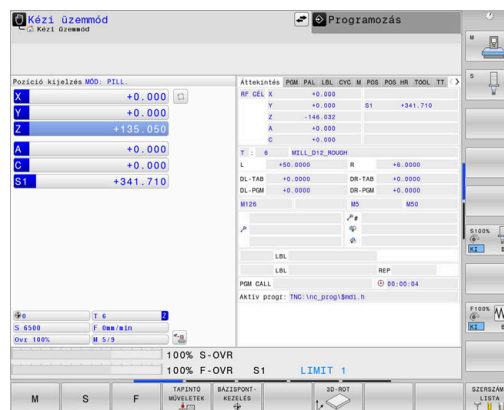 Kézi üzemmód
Kézi üzemmód
Programozás
Pozíció kijelzés MÓD: PILL.
X +0.000
Y +0.000
Z +135.050
A +0.000
C +0.000
S1 +341.710
0 T 6 Z
S 6500 F 0mm/min
Ovr 100% M 5/9
Áttekintés PGM PAL LBL CYC M POS POS HR TOOL TT
RF CÉL X +0.000
Y +0.000 S1 +341.710
Z -146.032
A +0.000
C +0.000
T : 6 MILL_D12_ROUGH
L +50.0000 R +6.0000
DL-TAB +0.0000 DR-TAB +0.0000
DL-PGM +0.0000 DR-PGM +0.0000
M126 M5 M50
LBL
LBL REP
PGM CALL 00:00:04
Aktív progr: TNC:\nc_prog\$mdi.h
100% S-OVR
100% F-OVR S1 LIMIT 1
M
S
F
TAPINTÓ
MŰVELETEK
BÁZISPONT-
KEZELÉS
3D-ROT
SZERSZÁM
LISTA
M
S
S100%
KI
F100%
KI